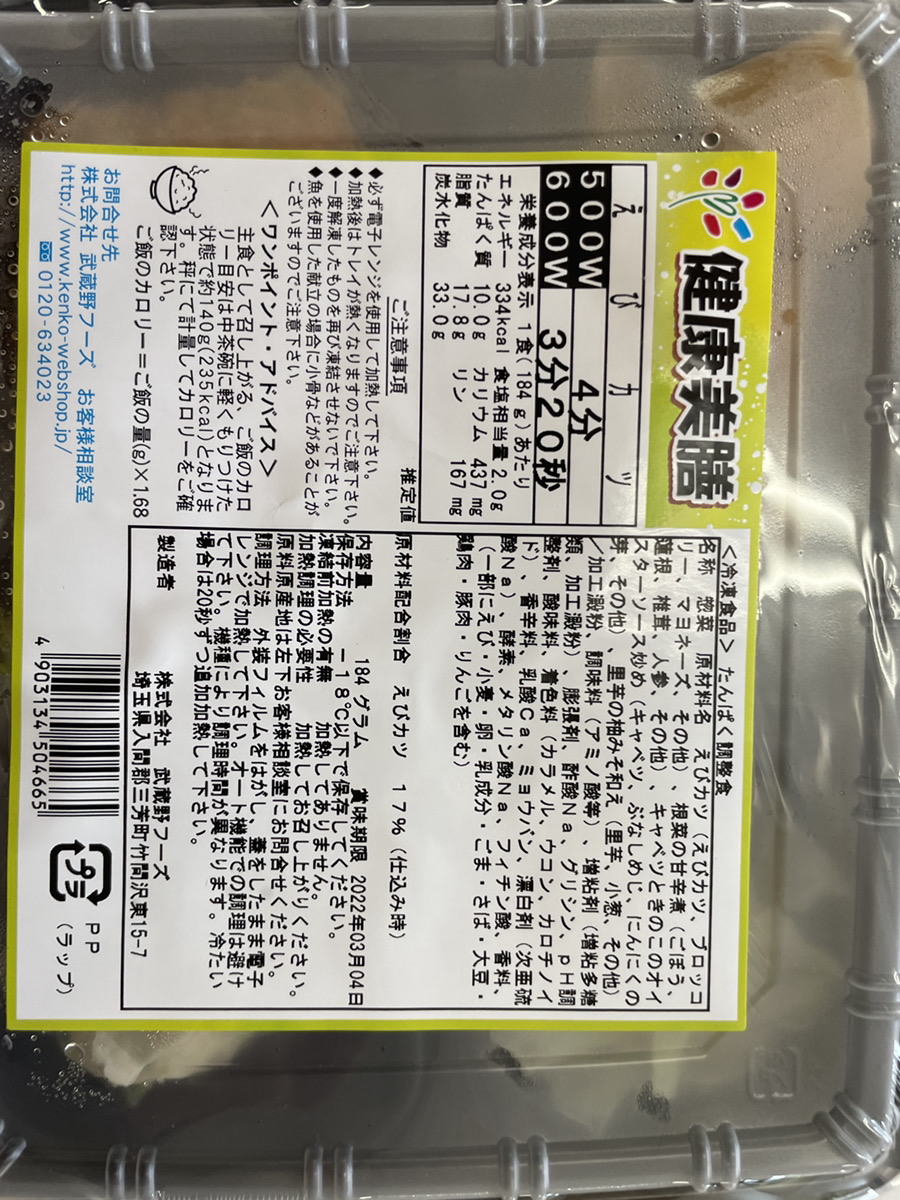 健康美膳
えびカツ
500W 4分
600W 3分20秒
栄養成分表示 1食(184g)あたり
エネルギー 334kcal 食塩相当量 2.0g
たんぱく質 10.0g カリウム 437mg
脂質 17.8g リン 167mg
炭水化物 33.0g
推定値
ご注意事項
◆必ず電子レンジを使用して加熱して下さい。
◆加熱後はトレイが熱くなりますのでご注意下さい。
◆一度解凍したものを再び凍結させないで下さい。
◆魚を使用した献立の場合に小骨などがあることが
ございますのでご注意下さい。
<ワンポイント・アドバイス>
主食として召し上がる、ご飯のカロ
リー目安は中茶碗に軽くもりつけた
状態で約140g(235kcal)となりま
す。秤にて計量してカロリーをご確
認下さい。
ご飯のカロリー=ご飯の量(g)×1.68
お問合せ先
株式会社 武蔵野フーズ お客様相談室
http://www.kenko-webshop.jp/
0120-634023
<冷凍食品> たんぱく調整食
名称 惣菜 原材料名 えびカツ(えびカツ、ブロッコ
リー、マヨネーズ、その他)、根菜の甘辛煮(ごぼう、
蓮根、椎茸、人参、その他)、キャベツときのこのオイ
スターソース炒め(キャベツ、ぶなしめじ、にんにくの
芽、その他)、里芋の柚みそ和え(里芋、小葱、その他)
/加工澱粉、調味料(アミノ酸等)、増粘剤(増粘多糖
類、加工澱粉)、膨張剤、酢酸Na、グリシン、pH調
整剤、酸味料、着色料(カラメル、ウコン、カロチノイ
ド)、香辛料、乳酸Ca、ミョウバン、漂白剤(次亜硫
酸Na)、酵素、メタリン酸Na、フィチン酸、香料、
(一部にえび・小麦・卵・乳成分・ごま・さば・大豆・
鶏肉・豚肉・りんごを含む)
原材料配合割合 えびカツ 17%(仕込み時)
内容量 184グラム 賞味期限 2022年03月04日
保存方法 −18℃以下で保存してください。
凍結前加熱の有無 加熱してありません。
加熱調理の必要性 加熱してお召し上がりください。
原料原産地は左下お客様相談室にお問合せください。
調理方法 外装フィルムをはがし、蓋をしたまま電子
レンジで加熱して下さい。オート機能での調理は避け
て下さい。機種により調理時間が異なります。冷たい
場合は20秒ずつ追加加熱して下さい。
製造者 株式会社 武蔵野フーズ
埼玉県入間郡三芳町竹間沢東15-7
4 903134 504665
プラ
PP
(ラップ)